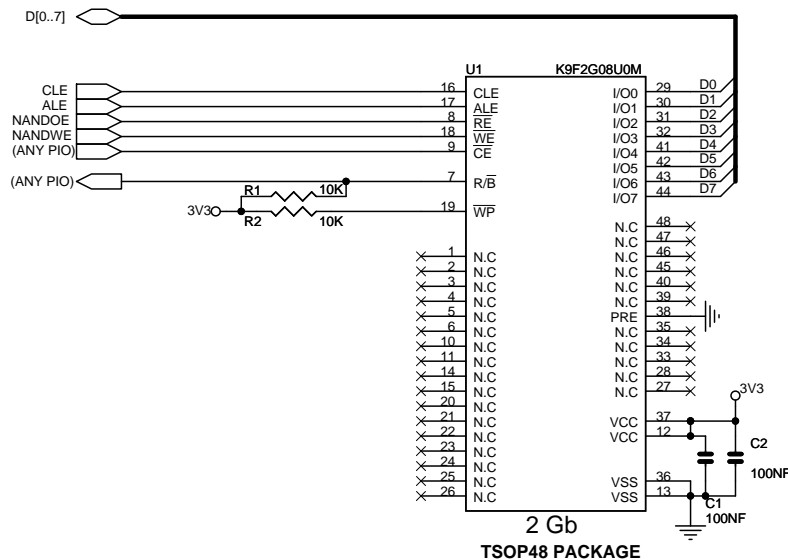 D[0..7]
U1 K9F2G08U0M
CLE 16 CLE I/O0 29 D0
ALE 17 ALE I/O1 30 D1
NANDOE 8 RE I/O2 31 D2
NANDWE 18 WE I/O3 32 D3
(ANY PIO) 9 CE I/O4 41 D4
I/O5 42 D5
(ANY PIO) 7 R/B I/O6 43 D6
I/O7 44 D7
R1 10K
3V3 19 WP
R2 10K
N.C 48
N.C 47
1 N.C N.C 46
2 N.C N.C 45
3 N.C N.C 40
4 N.C N.C 39
5 N.C PRE 38
6 N.C N.C 35
10 N.C N.C 34
11 N.C N.C 33
14 N.C N.C 28
15 N.C N.C 27
3V3
20 N.C
21 N.C VCC 37
22 N.C VCC 12
23 N.C C2
24 N.C
100NF
25 N.C VSS 36
26 N.C VSS 13
C1
100NF
2 Gb
TSOP48 PACKAGE